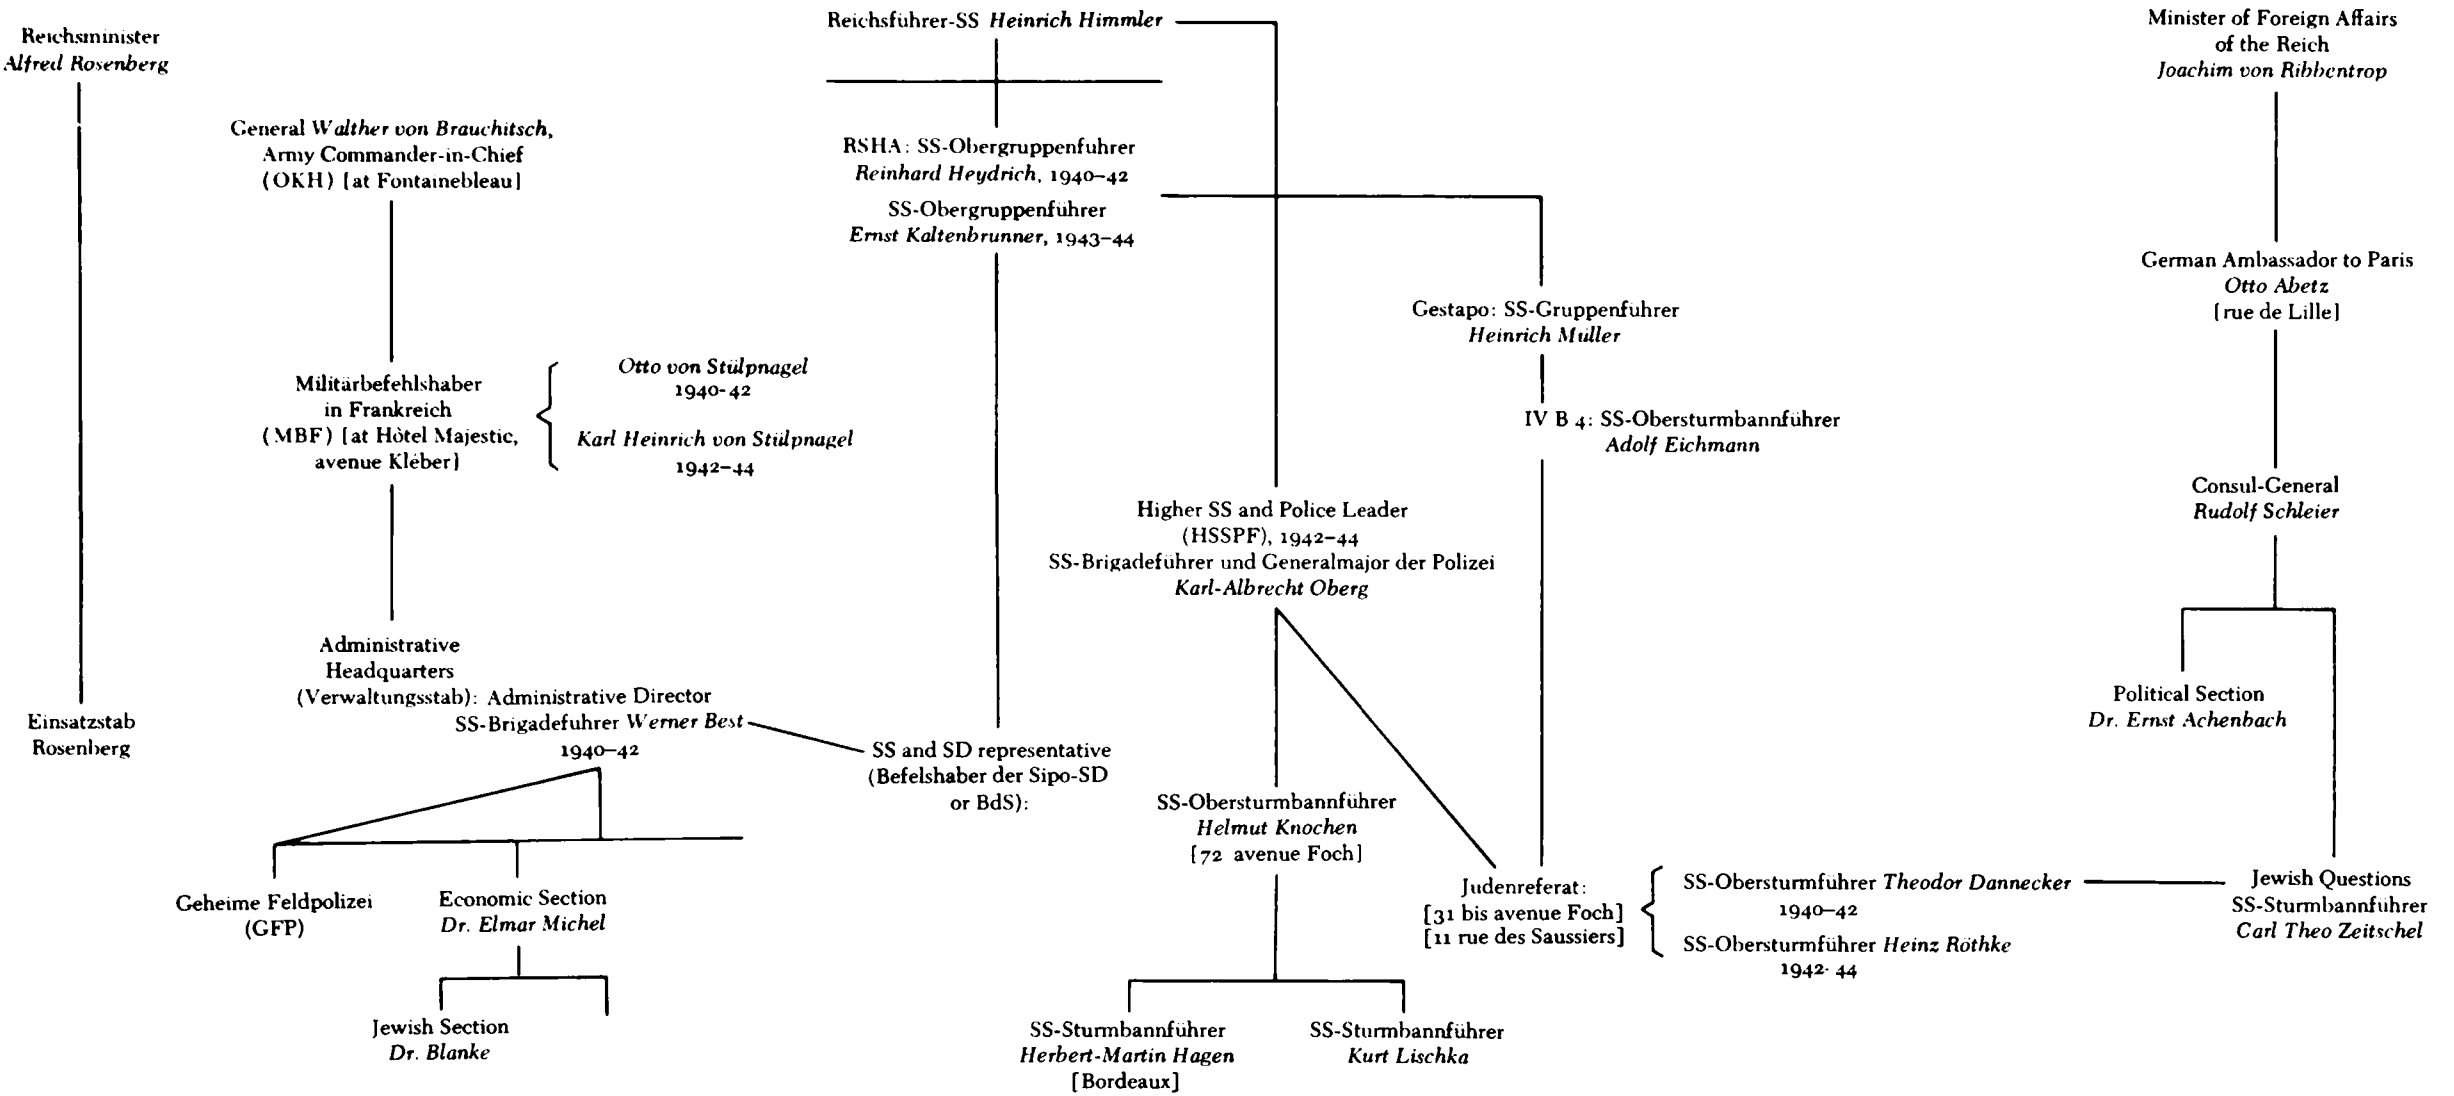 Reichsminister
Alfred Rosenberg
Einsatzstab
Rosenberg
General Walther von Brauchitsch,
Army Commander-in-Chief
(OKH) [at Fontainebleau]
Militärbefehlshaber
in Frankreich
(MBF) [at Hôtel Majestic,
avenue Kléber]
Otto von Stülpnagel
1940-42
Karl Heinrich von Stülpnagel
1942–44
Administrative
Headquarters
(Verwaltungsstab): Administrative Director
SS-Brigadeführer Werner Best
1940–42
Geheime Feldpolizei
(GFP)
Economic Section
Dr. Elmar Michel
Jewish Section
Dr. Blanke
Reichsführer-SS Heinrich Himmler
RSHA: SS-Obergruppenfuhrer
Reinhard Heydrich, 1940–42
SS-Obergruppenführer
Ernst Kaltenbrunner, 1943–44
SS and SD representative
(Befelshaber der Sipo-SD
or BdS):
Higher SS and Police Leader
(HSSPF), 1942–44
SS-Brigadeführer und Generalmajor der Polizei
Karl-Albrecht Oberg
SS-Obersturmbannführer
Helmut Knochen
[72 avenue Foch]
SS-Sturmbannführer
Herbert-Martin Hagen
[Bordeaux]
SS-Sturmbannführer
Kurt Lischka
Gestapo: SS-Gruppenfuhrer
Heinrich Müller
IV B 4: SS-Obersturmbannführer
Adolf Eichmann
Judenreferat:
[31 bis avenue Foch]
[11 rue des Saussiers]
SS-Obersturmführer Theodor Dannecker
1940–42
SS-Obersturmführer Heinz Röthke
1942-44
Minister of Foreign Affairs
of the Reich
Joachim von Ribbentrop
German Ambassador to Paris
Otto Abetz
[rue de Lille]
Consul-General
Rudolf Schleier
Political Section
Dr. Ernst Achenbach
Jewish Questions
SS-Sturmbannführer
Carl Theo Zeitschel